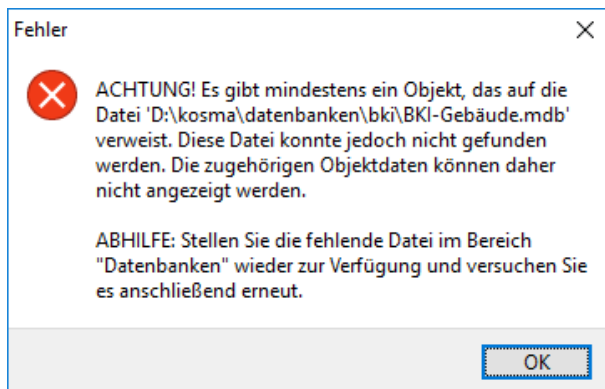 Fehler
ACHTUNG! Es gibt mindestens ein Objekt, das auf die
Datei 'D:\kosma\datenbanken\bki\BKI-Gebäude.mdb'
verweist. Diese Datei konnte jedoch nicht gefunden
werden. Die zugehörigen Objektdaten können daher
nicht angezeigt werden.
ABHILFE: Stellen Sie die fehlende Datei im Bereich
"Datenbanken" wieder zur Verfügung und versuchen Sie
es anschließend erneut.
OK